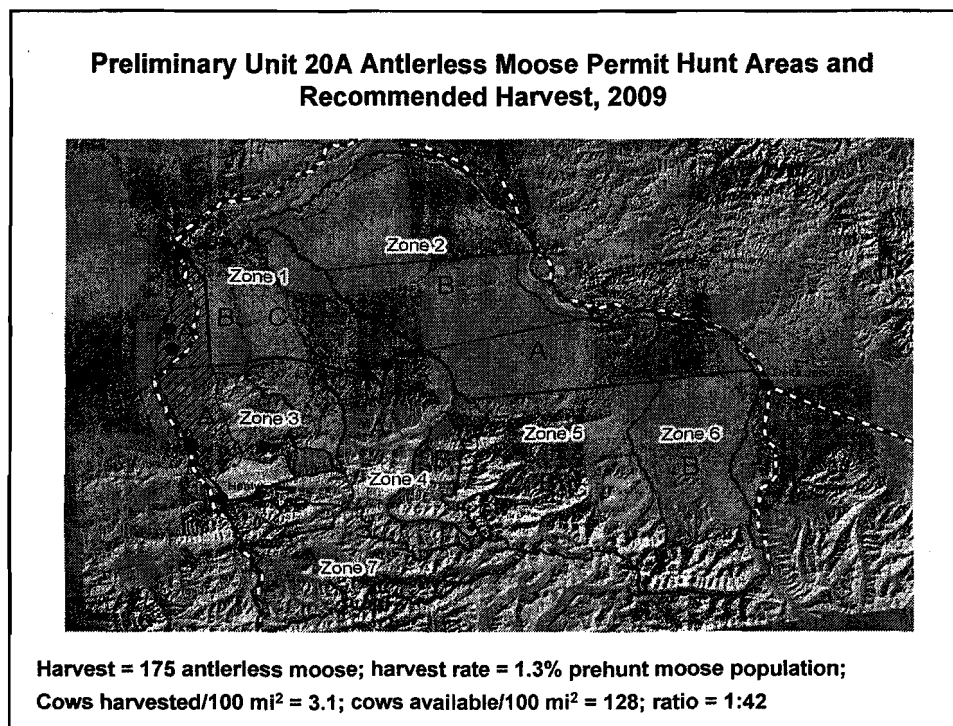 Preliminary Unit 20A Antlerless Moose Permit Hunt Areas and
Recommended Harvest, 2009
Zone 2
Zone 1
B
B
C
A
A
Zone 3
Zone 5
Zone 6
B
Zone 4
Zone 7
Harvest = 175 antlerless moose; harvest rate = 1.3% prehunt moose population;
Cows harvested/100 mi² = 3.1; cows available/100 mi² = 128; ratio = 1:42